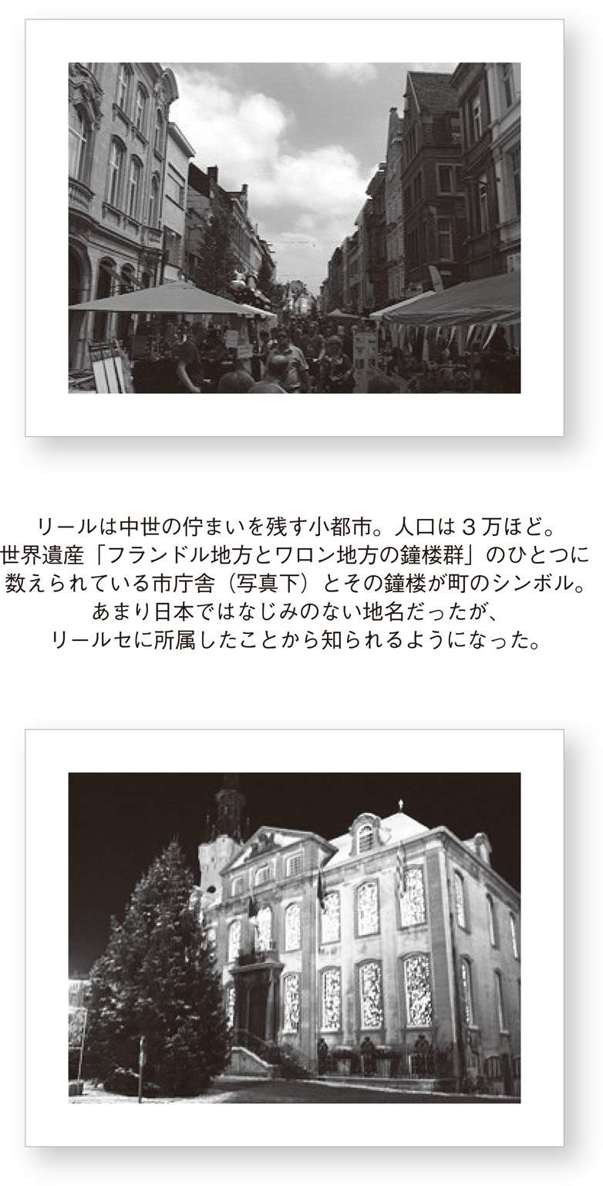 リールは中世の佇まいを残す小都市。人口は3万ほど。
世界遺産「フランドル地方とワロン地方の鐘楼群」のひとつに
数えられている市庁舎（写真下）とその鐘楼が町のシンボル。
あまり日本ではなじみのない地名だったが、
リールセに所属したことから知られるようになった。